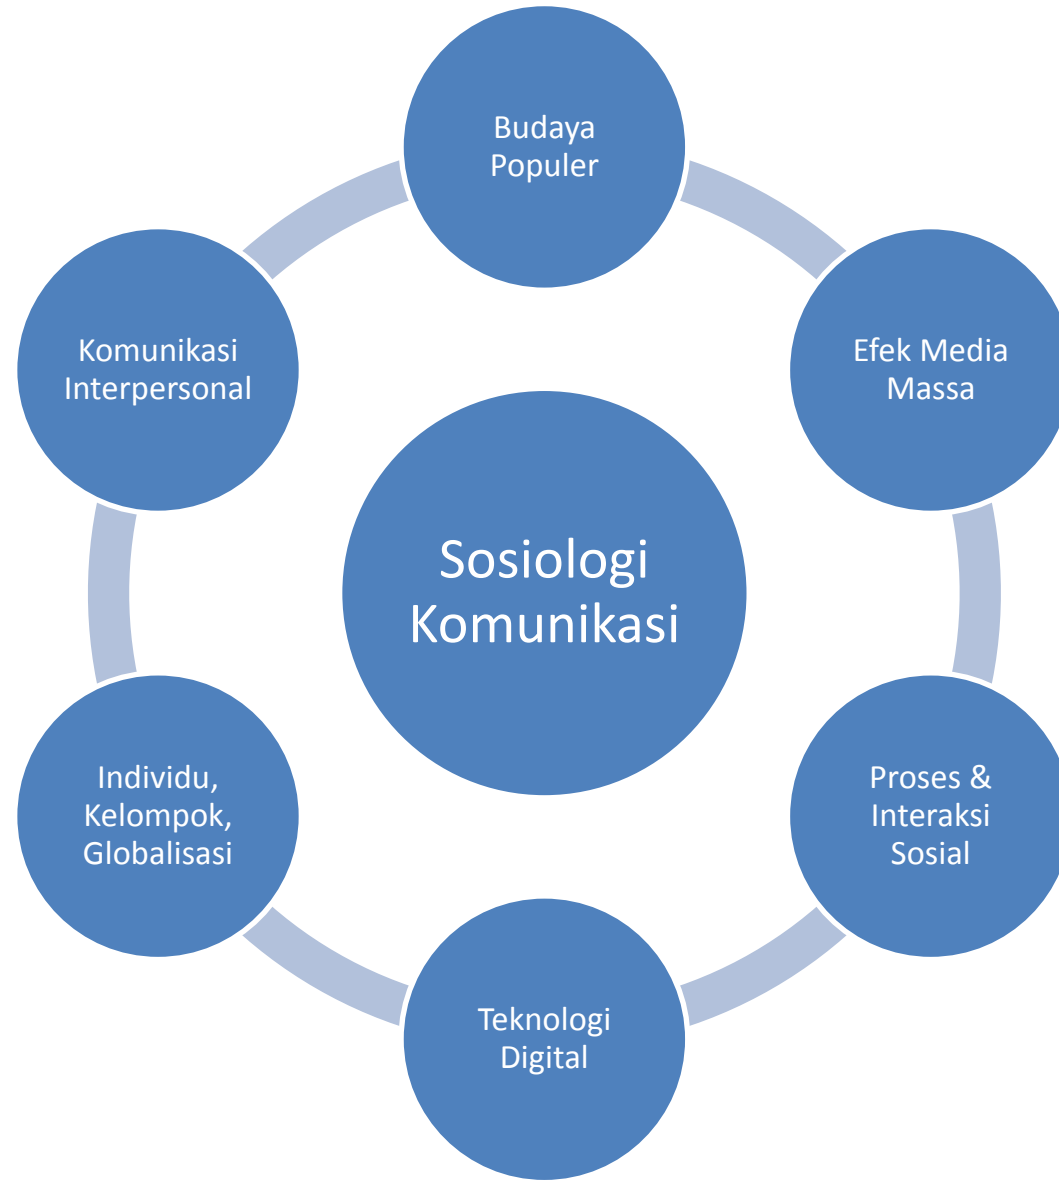 Budaya
Populer
Efek Media
Massa
Proses &
Interaksi
Sosial
Teknologi
Digital
Individu,
Kelompok,
Globalisasi
Komunikasi
Interpersonal
Sosiologi
Komunikasi